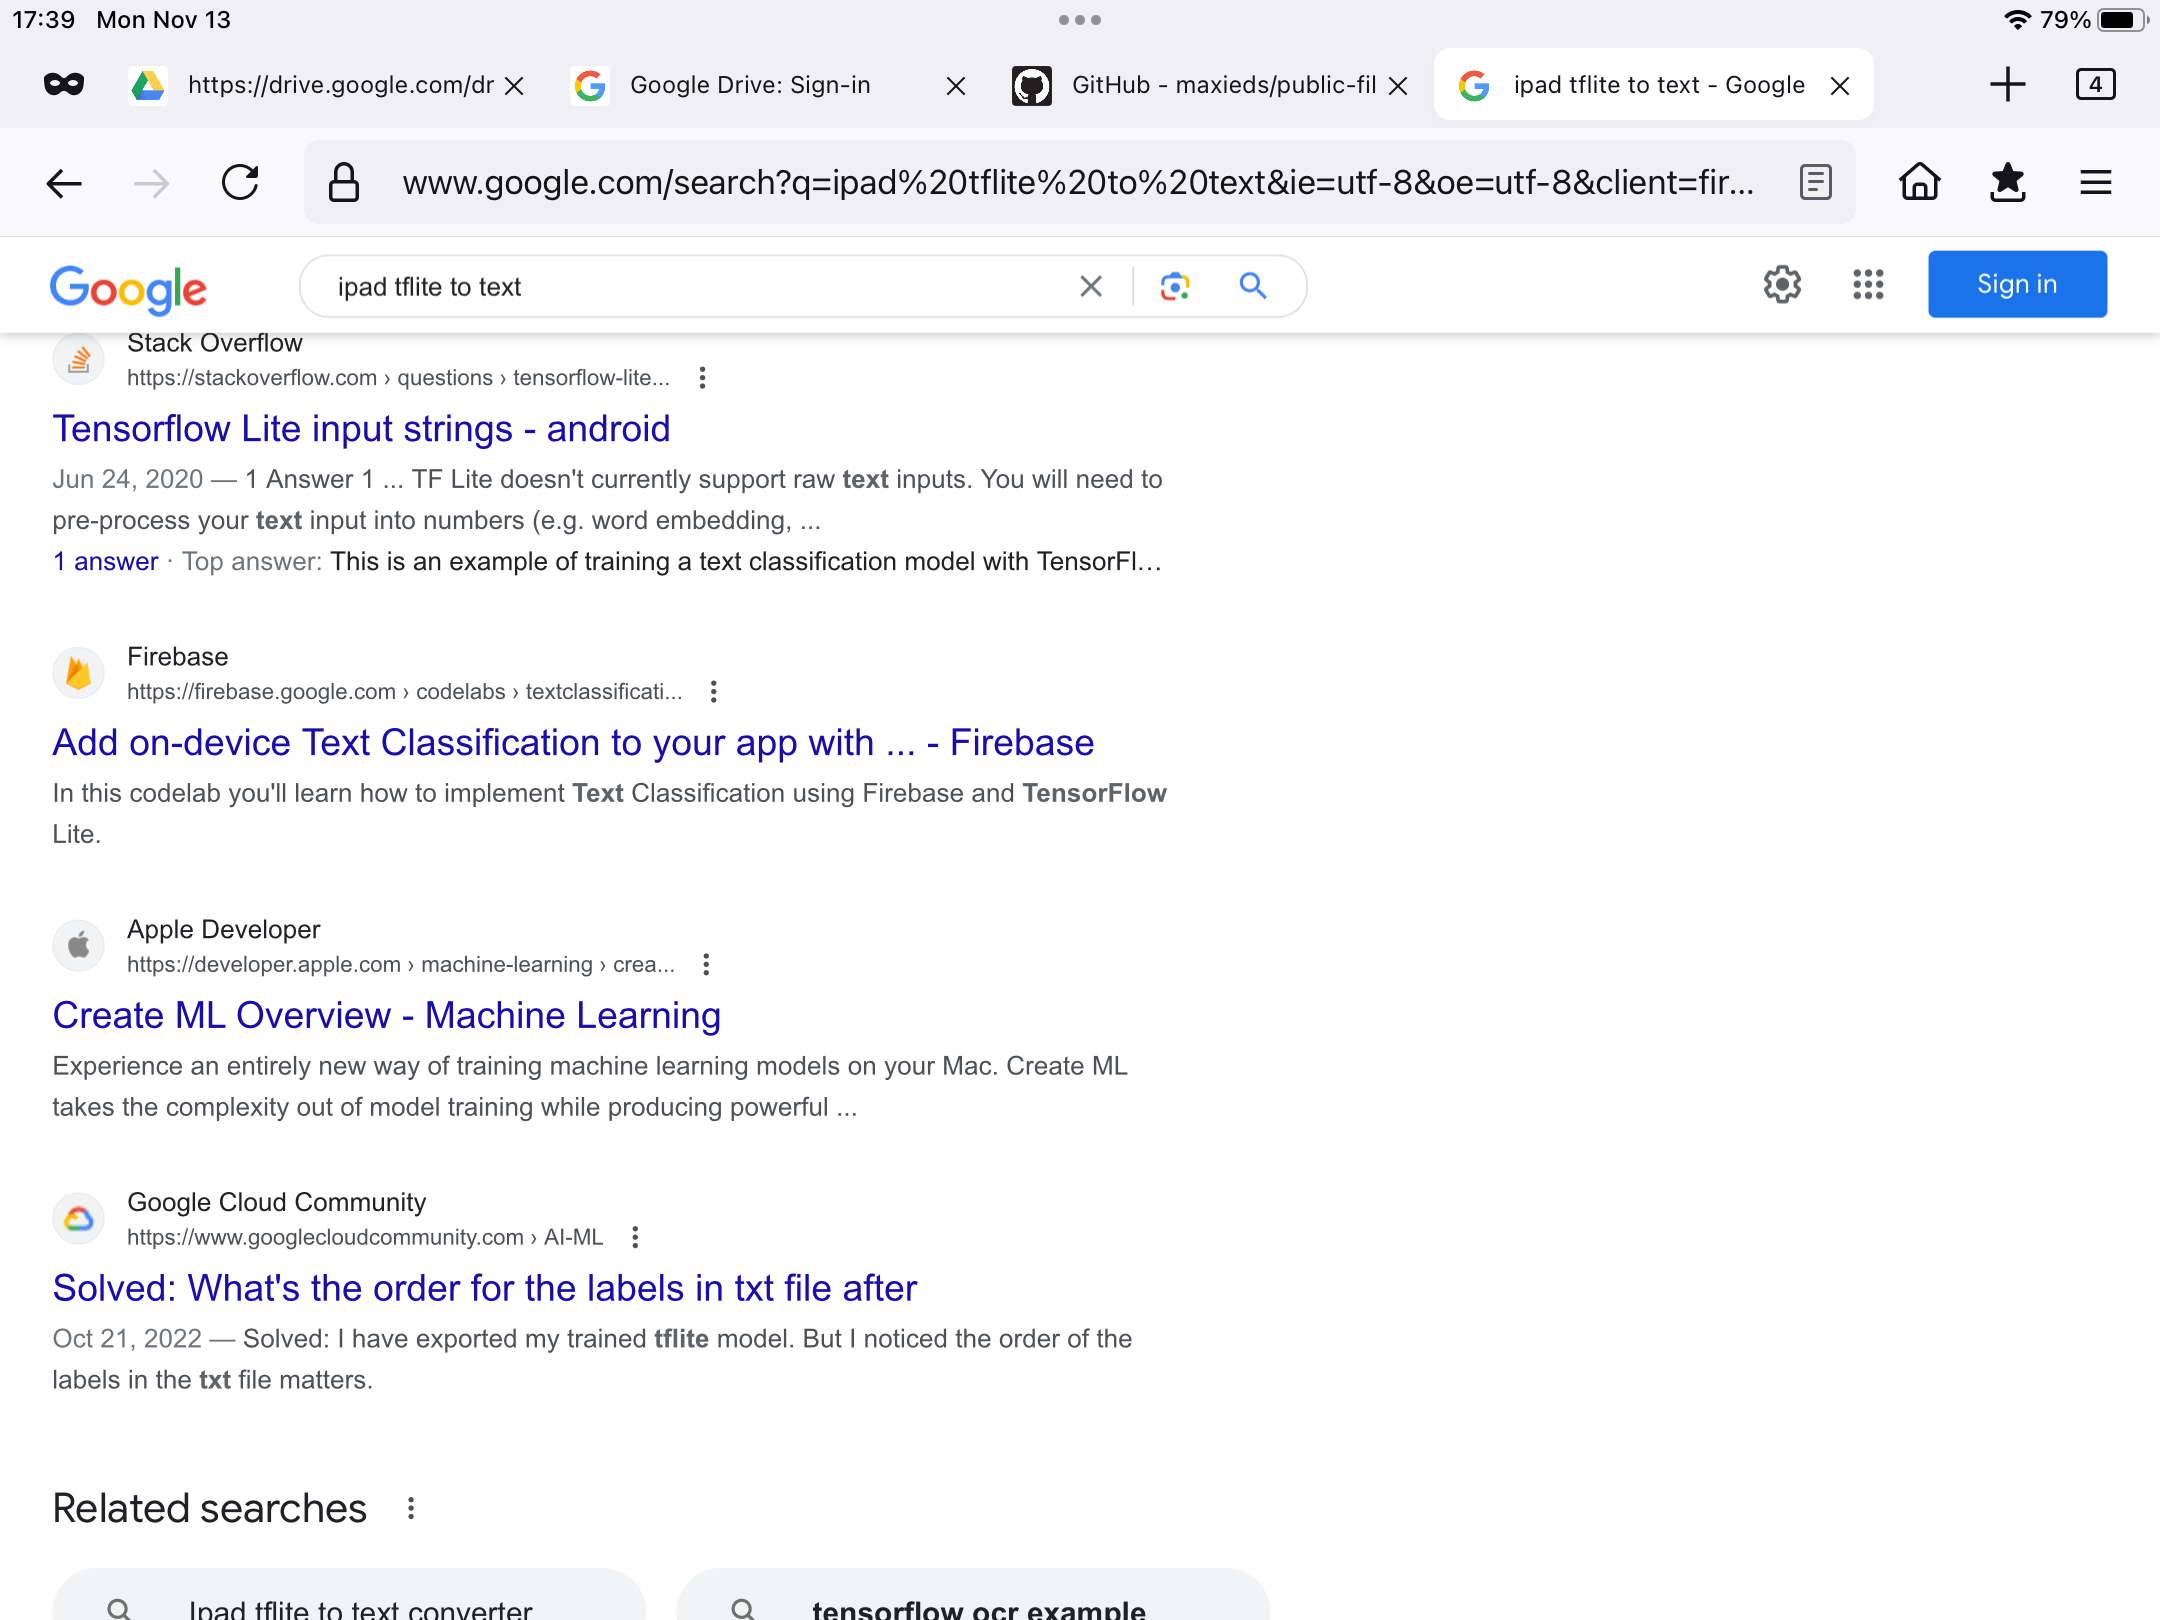 17:39 Mon Nov 13
79%
https://drive.google.com/dr
Google Drive: Sign-in
GitHub - maxieds/public-fil
ipad tflite to text - Google
4
www.google.com/search?q=ipad%20tflite%20to%20text&ie=utf-8&oe=utf-8&client=fir...
Google
ipad tflite to text
Sign in
Stack Overflow
https://stackoverflow.com › questions › tensorflow-lite...
Tensorflow Lite input strings - android
Jun 24, 2020 — 1 Answer 1 ... TF Lite doesn't currently support raw text inputs. You will need to
pre-process your text input into numbers (e.g. word embedding, ...
1 answer · Top answer: This is an example of training a text classification model with TensorFl...
Firebase
https://firebase.google.com › codelabs › textclassificati...
Add on-device Text Classification to your app with ... - Firebase
In this codelab you'll learn how to implement Text Classification using Firebase and TensorFlow
Lite.
Apple Developer
https://developer.apple.com › machine-learning › crea...
Create ML Overview - Machine Learning
Experience an entirely new way of training machine learning models on your Mac. Create ML
takes the complexity out of model training while producing powerful ...
Google Cloud Community
https://www.googlecloudcommunity.com › AI-ML
Solved: What's the order for the labels in txt file after
Oct 21, 2022 — Solved: I have exported my trained tflite model. But I noticed the order of the
labels in the txt file matters.
Related searches
Ipad tflite to text converter
tensorflow ocr example